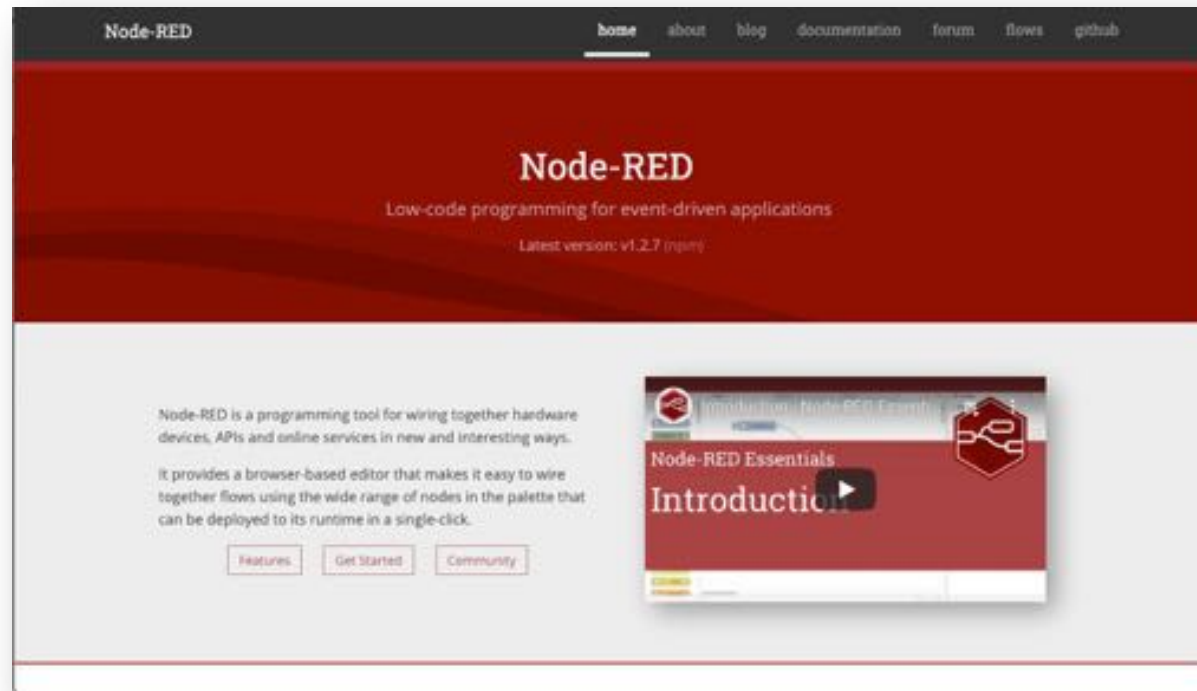 Node-RED
home about blog documentation forum flows github
Node-RED
Low-code programming for event-driven applications
Latest version: v1.2.7 (npm)
Node-RED is a programming tool for wiring together hardware
devices, APIs and online services in new and interesting ways.
It provides a browser-based editor that makes it easy to wire
together flows using the wide range of nodes in the palette that
can be deployed to its runtime in a single-click.
Features Get Started Community
Introduction Node-RED
Node-RED Essentials
Introduction